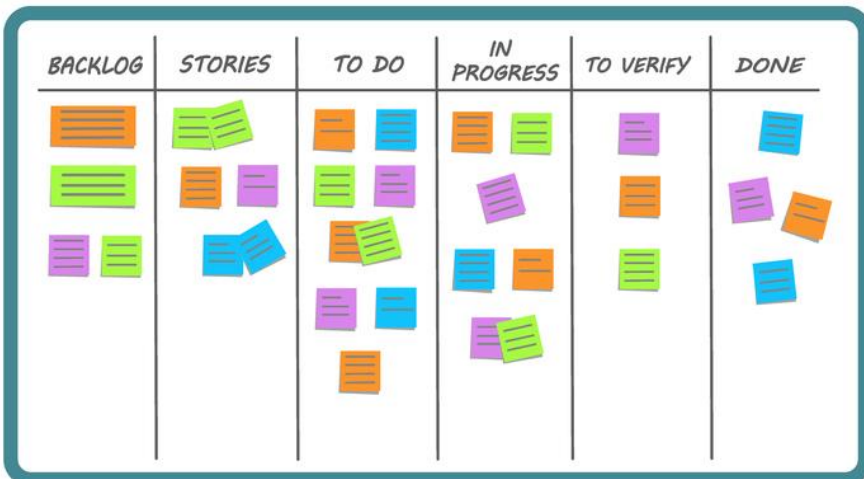 BACKLOG
STORIES
TO DO
IN
PROGRESS
TO VERIFY
DONE